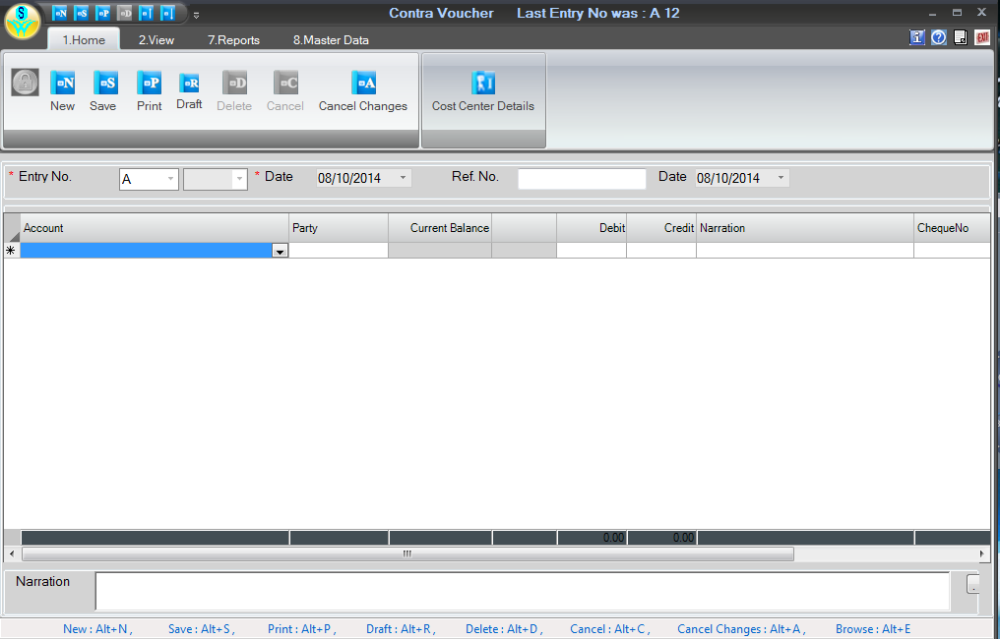 Contra Voucher Last Entry No was : A 12
1.Home 2.View 7.Reports 8.Master Data
New Save Print Draft Delete Cancel Cancel Changes Cost Center Details
* Entry No. A * Date 08/10/2014 Ref. No. Date 08/10/2014
Account Party Current Balance Debit Credit Narration ChequeNo
0.00 0.00
Narration
.
New : Alt+N , Save : Alt+S , Print : Alt+P , Draft : Alt+R , Delete : Alt+D , Cancel : Alt+C , Cancel Changes : Alt+A , Browse : Alt+E